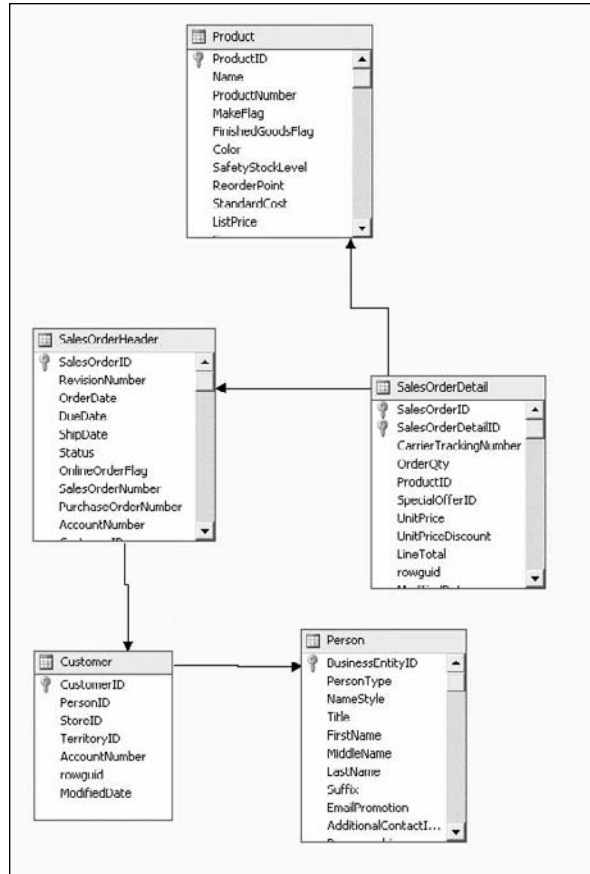 Product
ProductID
Name
ProductNumber
MakeFlag
FinishedGoodsFlag
Color
SafetyStockLevel
ReorderPoint
StandardCost
ListPrice
SalesOrderHeader
SalesOrderID
RevisionNumber
OrderDate
DueDate
ShipDate
Status
OnlineOrderFlag
SalesOrderNumber
PurchaseOrderNumber
AccountNumber
SalesOrderDetail
SalesOrderID
SalesOrderDetailID
CarrierTrackingNumber
OrderQty
ProductID
SpecialOfferID
UnitPrice
UnitPriceDiscount
LineTotal
rowguid
Customer
CustomerID
PersonID
StoreID
TerritoryID
AccountNumber
rowguid
ModifiedDate
Person
BusinessEntityID
PersonType
NameStyle
Title
FirstName
MiddleName
LastName
Suffix
EmailPromotion
AdditionalContactI...